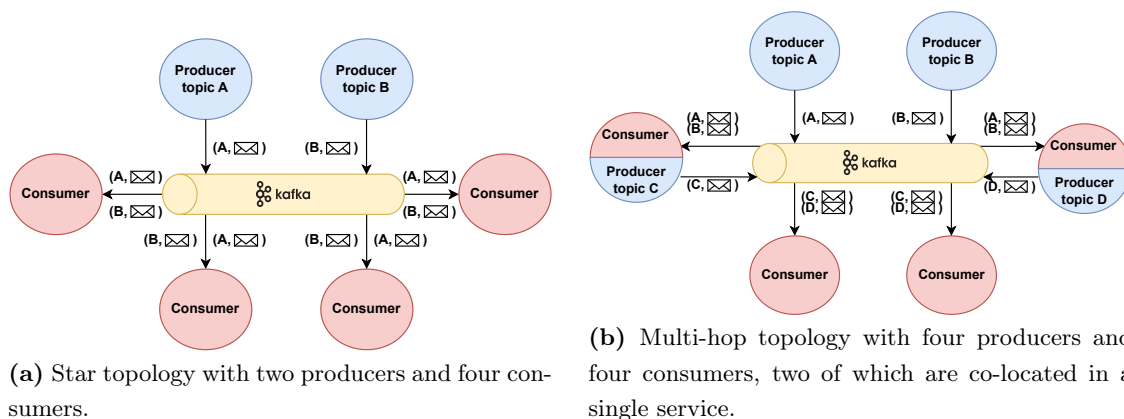 Producer
topic A
Producer
topic B
(A, )
(B, )
Consumer
(A, )
(B, )
kafka
(A, )
(B, )
Consumer
(B, )
(A, )
(B, )
(A, )
Consumer
Consumer
(a) Star topology with two producers and four con-
sumers.
Producer
topic A
Producer
topic B
(A, )
(B, )
(A, )
(B, )
(A, )
(B, )
Consumer
Producer
topic C
(C, )
kafka
Consumer
Producer
topic D
(D, )
(C, )
(D, )
(C, )
(D, )
Consumer
Consumer
(b) Multi-hop topology with four producers and
four consumers, two of which are co-located in a
single service.